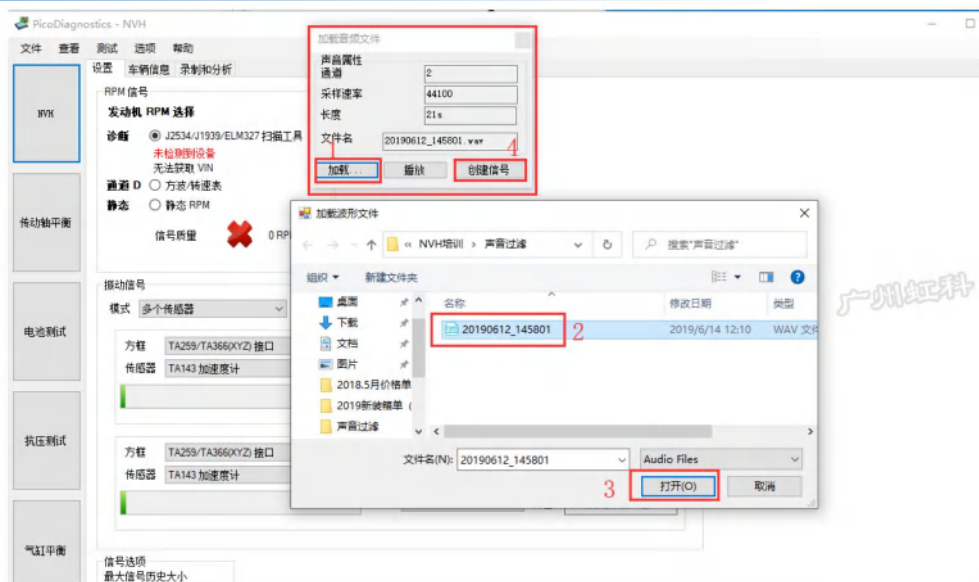 PicoDiagnostics - NVH
文件 查看 测试 选项 帮助
设置 车辆信息 录制和分析
NVH
传动轴平衡
电池测试
抗压测试
气缸平衡
RPM 信号
发动机 RPM 选择
诊断 J2534/J1939/ELM327 扫描工具
未检测到设备
无法获取 VIN
通道 D 方波/转速表
静态 静态 RPM
信号质量 0 RPM
振动信号
模式 多个传感器
方框 TA259/TA366(XYZ) 接口
传感器 TA143 加速度计
方框 TA259/TA366(XYZ) 接口
传感器 TA143 加速度计
信号选项
最大信号历史大小
加载音频文件
声音属性
通道 2
采样速率 44100
长度 21s
文件名 20190612_145801.wav
1 4
加载... 播放 创建信号
加载波形文件
« NVH培训 › 声音过滤
搜索"声音过滤"
组织 新建文件夹
桌面
下载
文档
图片
2018.5月价格单
2019新装箱单 (
声音过滤
名称 修改日期 类型
20190612_145801 2 2019/6/14 12:10 WAV 文件
文件名(N): 20190612_145801 Audio Files
3 打开(O) 取消
广州虹科